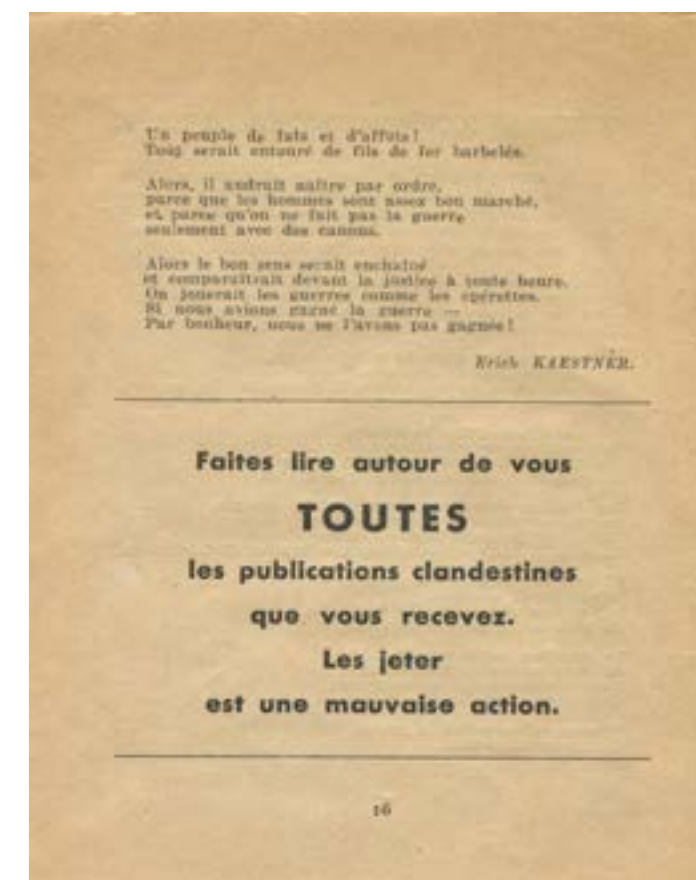 Un peuple de fats et d'affûts!
Tout serait entouré de fils de fer barbelés.
Alors, il audrait naître par ordre,
parce que les hommes sont assez bon marché,
et parce qu'on ne fait pas la guerre
seulement avec des canons.
Alors le bon sens serait enchaîné
et comparaîtrait devant la justice à toute heure.
On jouerait les guerres comme les opérettes.
Si nous avions gagné la guerre —
Par bonheur, nous ne l'avons pas gagnée!
Erich KAESTNER.
Faites lire autour de vous
TOUTES
les publications clandestines
que vous recevez.
Les jeter
est une mauvaise action.
16